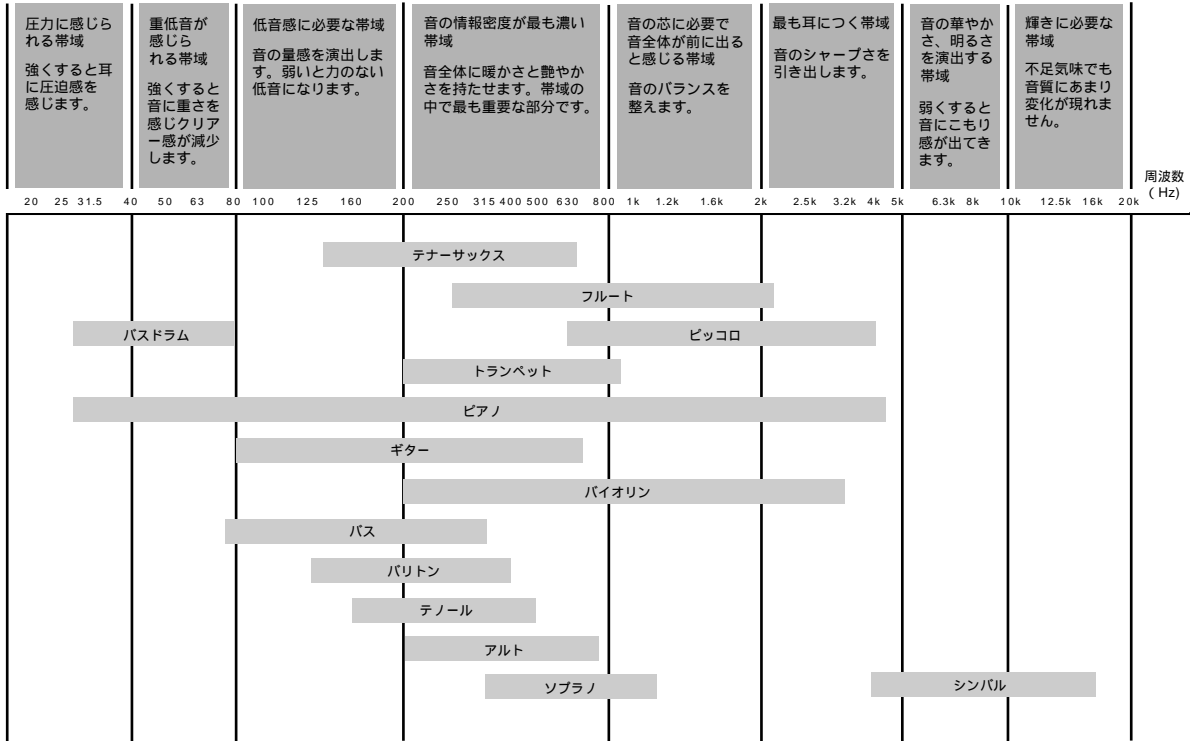 圧力に感じら
れる帯域
強くすると耳
に圧迫感を
感じます。
重低音が
感じら
れる帯域
強くすると
音に重さを
感じクリア
ー感が減少
します。
低音感に必要な帯域
音の量感を演出しま
す。弱いと力のない
低音になります。
音の情報密度が最も濃い
帯域
音全体に暖かさと艶やか
さを持たせます。帯域の
中で最も重要な部分です。
音の芯に必要で
音全体が前に出る
と感じる帯域
音のバランスを
整えます。
最も耳につく帯域
音のシャープさを
引き出します。
音の華やか
さ、明るさ
を演出する
帯域
弱くすると
音にこもり
感が出てき
ます。
輝きに必要な
帯域
不足気味でも
音質にあまり
変化が現れま
せん。
周波数
(Hz)
20 25 31.5 40 50 63 80 100 125 160 200 250 315 400 500 630 800 1k 1.2k 1.6k 2k 2.5k 3.2k 4k 5k 6.3k 8k 10k 12.5k 16k 20k
テナーサックス
フルート
バスドラム ピッコロ
トランペット
ピアノ
ギター
バイオリン
バス
バリトン
テノール
アルト
ソプラノ シンバル